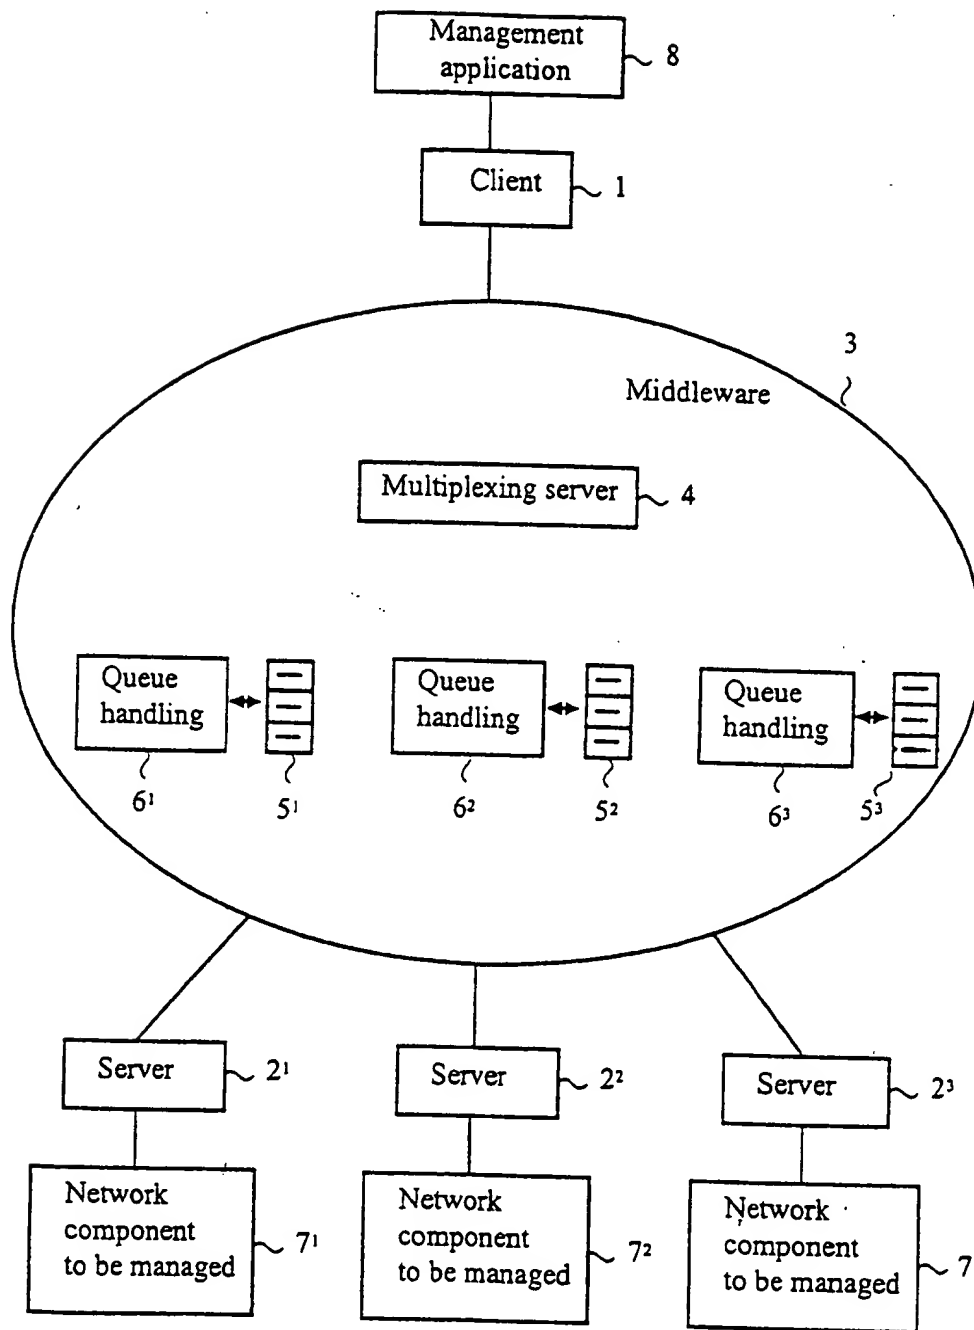 Management
application
8
Client
1
3
Middleware
Multiplexing server
4
Queue
handling
Queue
handling
Queue
handling
6¹
5¹
6²
5²
6³
5³
Server
2¹
Server
2²
Server
2³
Network
component
to be managed
7¹
Network
component
to be managed
7²
Network
component
to be managed
7